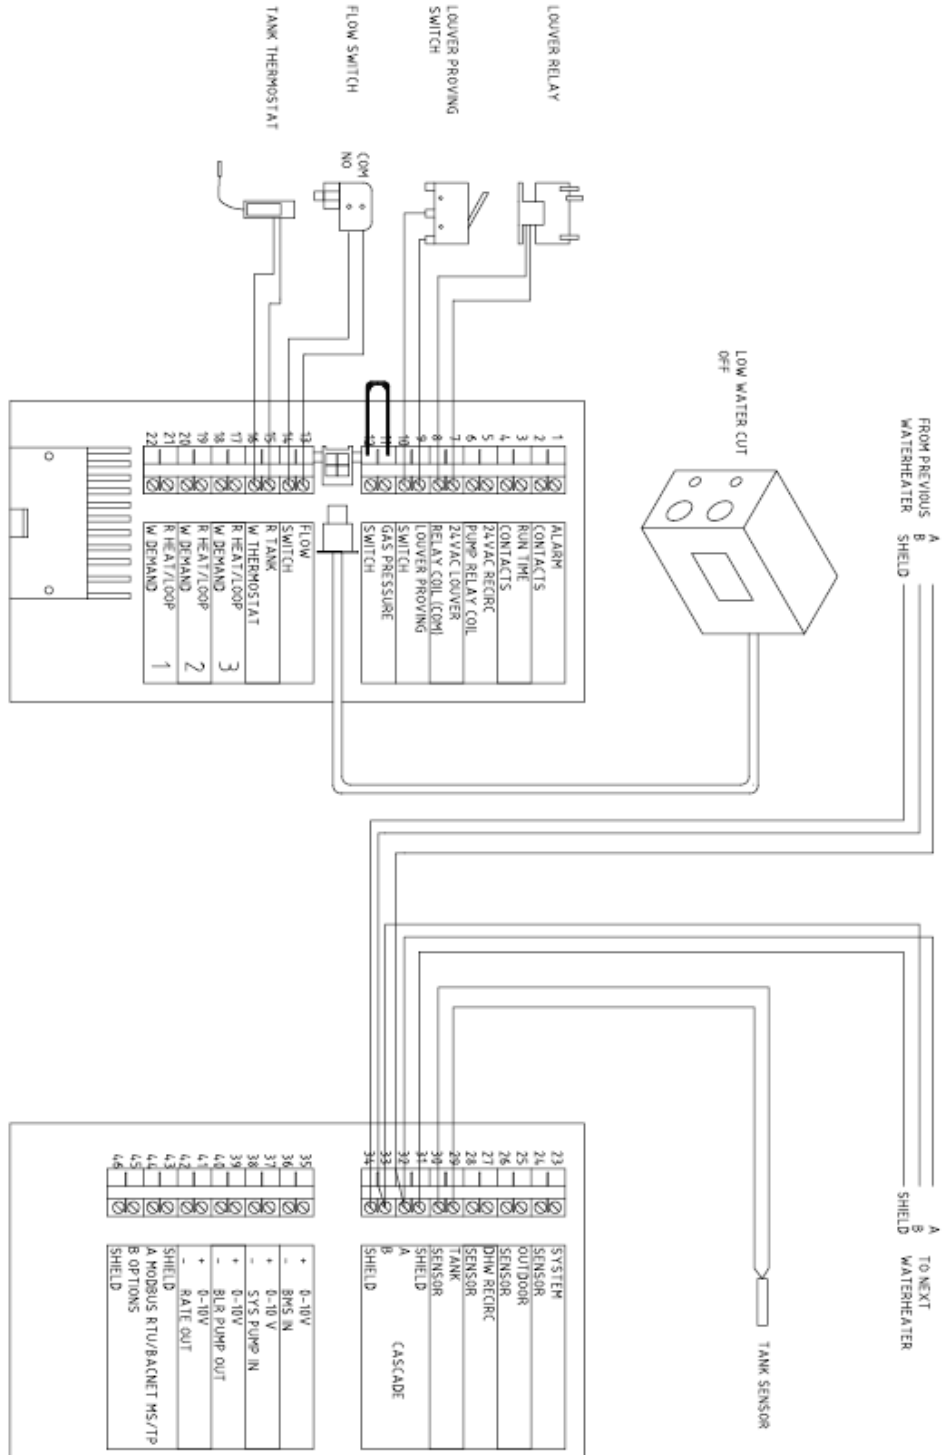 LOUVER RELAY
LOUVER PROVING
SWITCH
FLOW SWITCH
TANK THERMOSTAT
COM
NO
LOW WATER CUT
OFF
A
B
SHIELD
FROM PREVIOUS
WATERHEATER
A
B
SHIELD
TO NEXT
WATERHEATER
TANK SENSOR
1
2
3
4
5
6
7
8
9
10
11
12
ALARM
CONTACTS
RUN TIME
CONTACTS
24VAC RECIRC
PUMP RELAY COIL
24VAC LOUVER
RELAY COIL (COM)
LOUVER PROVING
SWITCH
GAS PRESSURE
SWITCH
13
14
15
16
17
18
19
20
21
22
FLOW
SWITCH
R TANK
W THERMOSTAT
R HEAT/LOOP
W DEMAND 3
R HEAT/LOOP
W DEMAND 2
R HEAT/LOOP
W DEMAND 1
23
24
25
26
27
28
29
30
31
32
33
34
SYSTEM
SENSOR
OUTDOOR
SENSOR
DHW RECIRC
SENSOR
TANK
SENSOR
SHIELD
A
B
SHIELD
CASCADE
35
36
37
38
39
40
41
42
43
44
45
46
+ 0-10V
- BMS IN
+ 0-10 V
- SYS PUMP IN
+ 0-10V
- BLR PUMP OUT
+ 0-10V
- RATE OUT
SHIELD
A MODBUS RTU/BACNET MS/TP
B OPTIONS
SHIELD